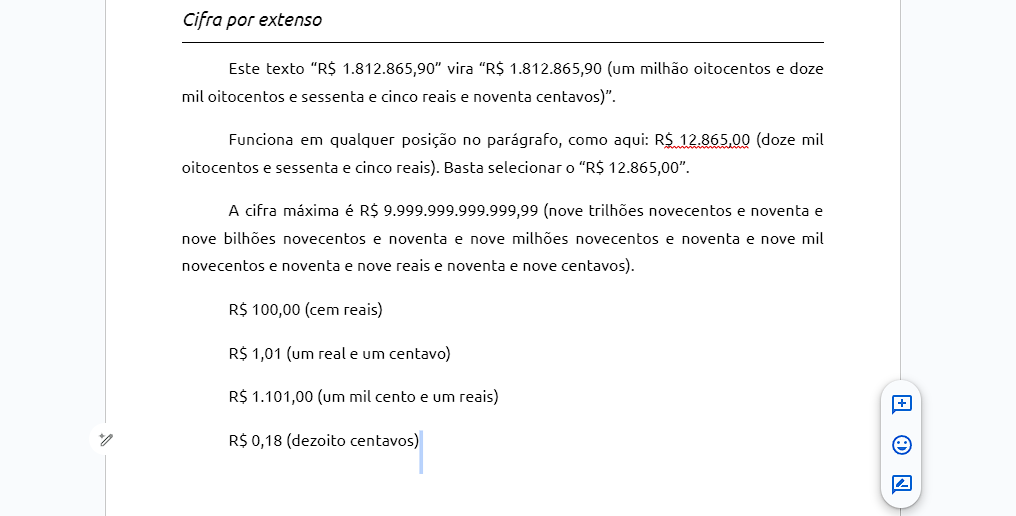 Cifra por extenso
Este texto “R$ 1.812.865,90” vira “R$ 1.812.865,90 (um milhão oitocentos e doze
mil oitocentos e sessenta e cinco reais e noventa centavos)”.
Funciona em qualquer posição no parágrafo, como aqui: R$ 12.865,00 (doze mil
oitocentos e sessenta e cinco reais). Basta selecionar o “R$ 12.865,00”.
A cifra máxima é R$ 9.999.999.999.999,99 (nove trilhões novecentos e noventa e
nove bilhões novecentos e noventa e nove milhões novecentos e noventa e nove mil
novecentos e noventa e nove reais e noventa e nove centavos).
R$ 100,00 (cem reais)
R$ 1,01 (um real e um centavo)
R$ 1.101,00 (um mil cento e um reais)
R$ 0,18 (dezoito centavos)